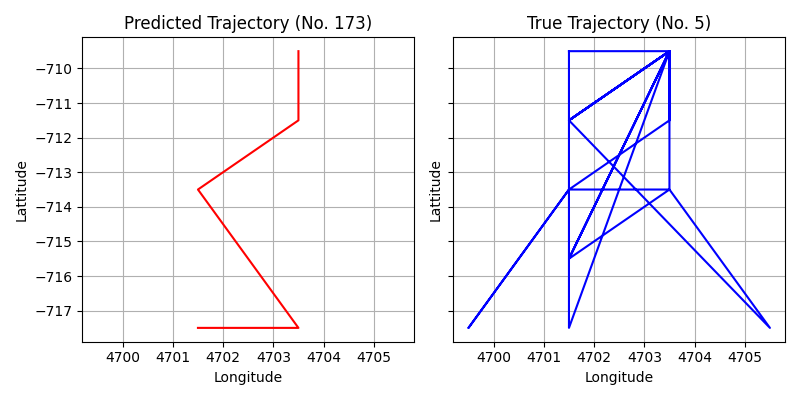 Predicted Trajectory (No. 173)
True Trajectory (No. 5)
Lattitude
−710
−711
−712
−713
−714
−715
−716
−717
4700 4701 4702 4703 4704 4705
Longitude
Lattitude
4700 4701 4702 4703 4704 4705
Longitude